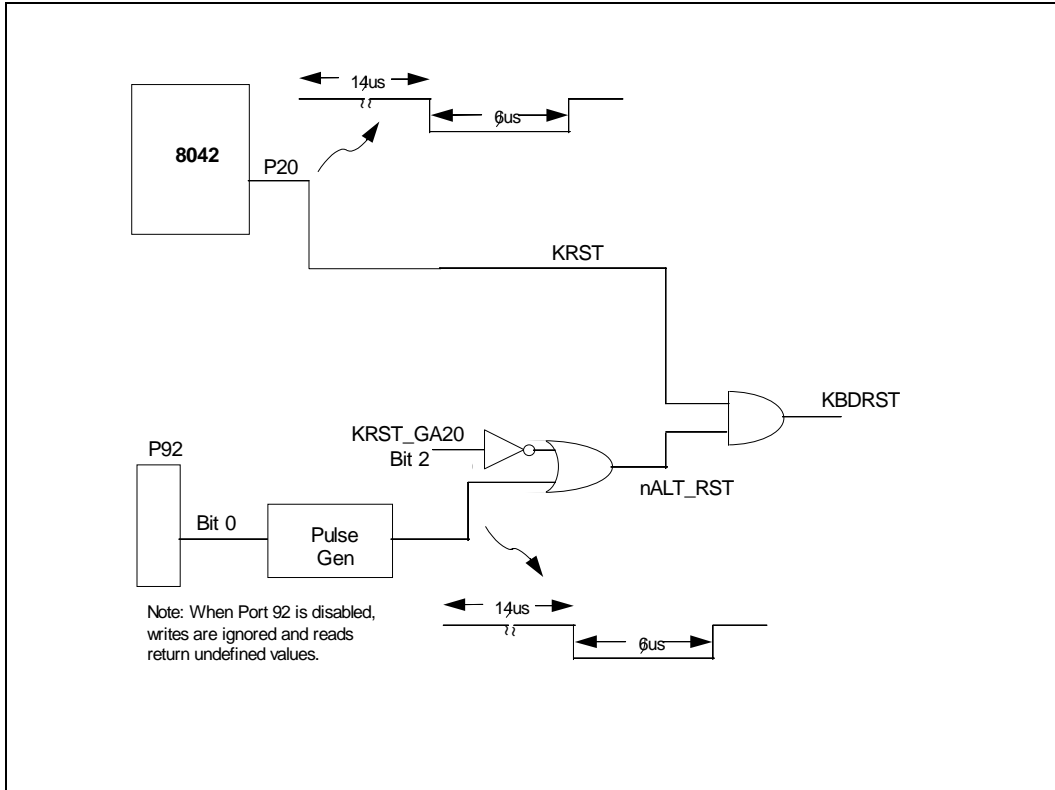 14us
6us
8042
P20
KRST
KBDRST
KRST_GA20
Bit 2
nALT_RST
P92
Bit 0
Pulse
Gen
14us
6us
Note: When Port 92 is disabled,
writes are ignored and reads
return undefined values.